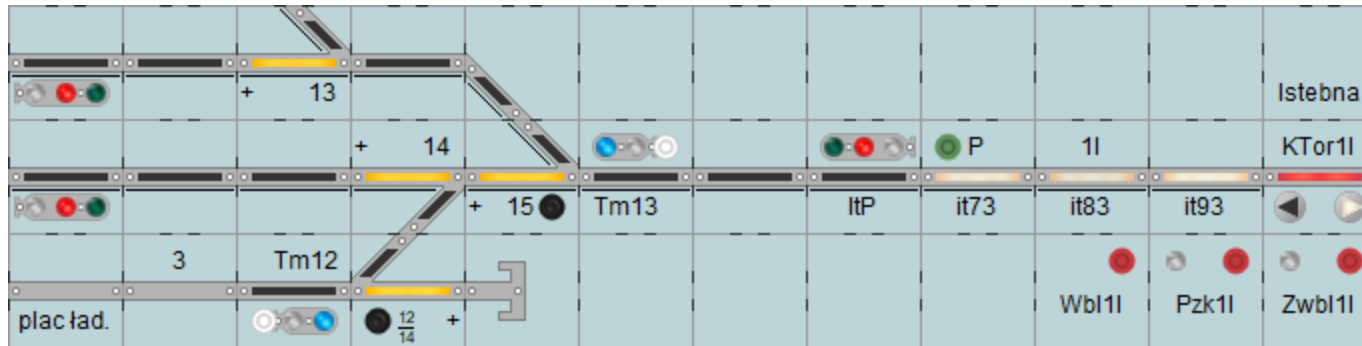 + 13
Istebna
+ 14
P
1I
KTor1I
+ 15
Tm13
ItP
it73
it83
it93
3
Tm12
plac ład.
12
14
+
Wbl1I
Pzk1I
Zwbl1I